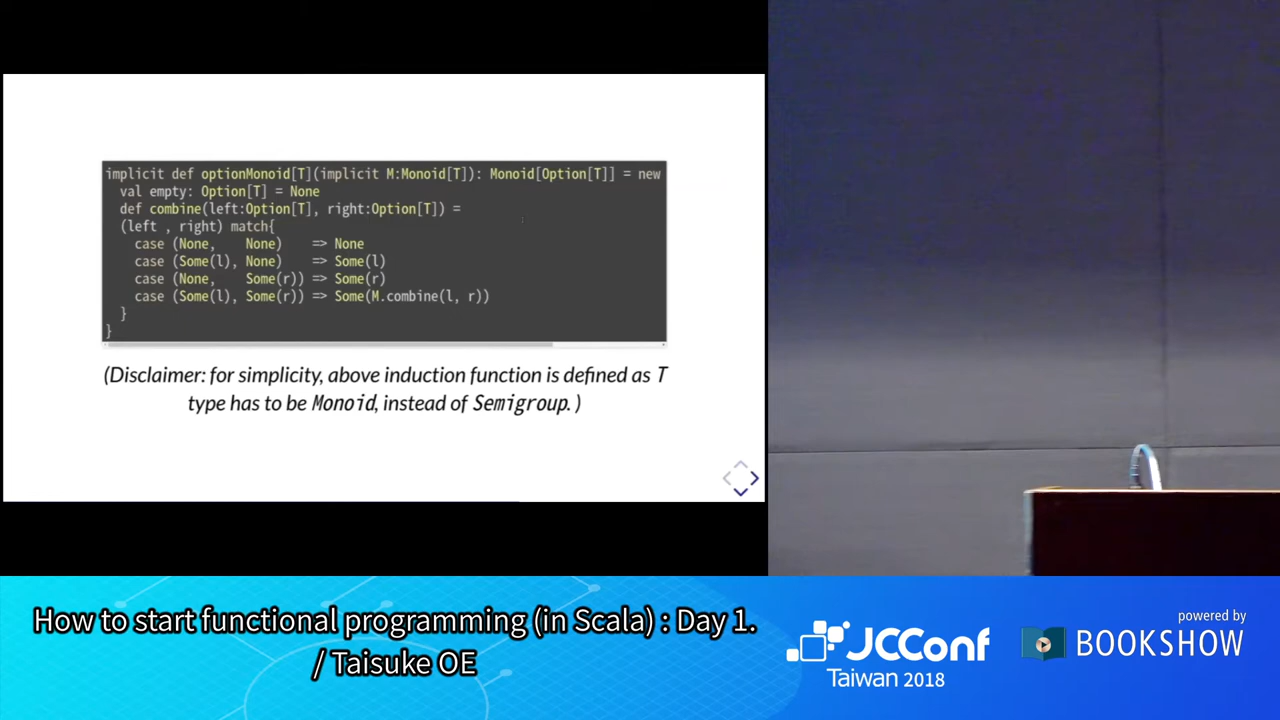 implicit def optionMonoid[T](implicit M:Monoid[T]): Monoid[Option[T]] = new
val empty: Option[T] = None
def combine(left:Option[T], right:Option[T]) =
(left , right) match{
case (None,    None)    => None
case (Some(l), None)    => Some(l)
case (None,    Some(r)) => Some(r)
case (Some(l), Some(r)) => Some(M.combine(l, r))
}
}
(Disclaimer: for simplicity, above induction function is defined as T
type has to be Monoid, instead of Semigroup. )
How to start functional programming (in Scala) : Day 1.
/ Taisuke OE
JCConf
Taiwan 2018
powered by
BOOKSHOW